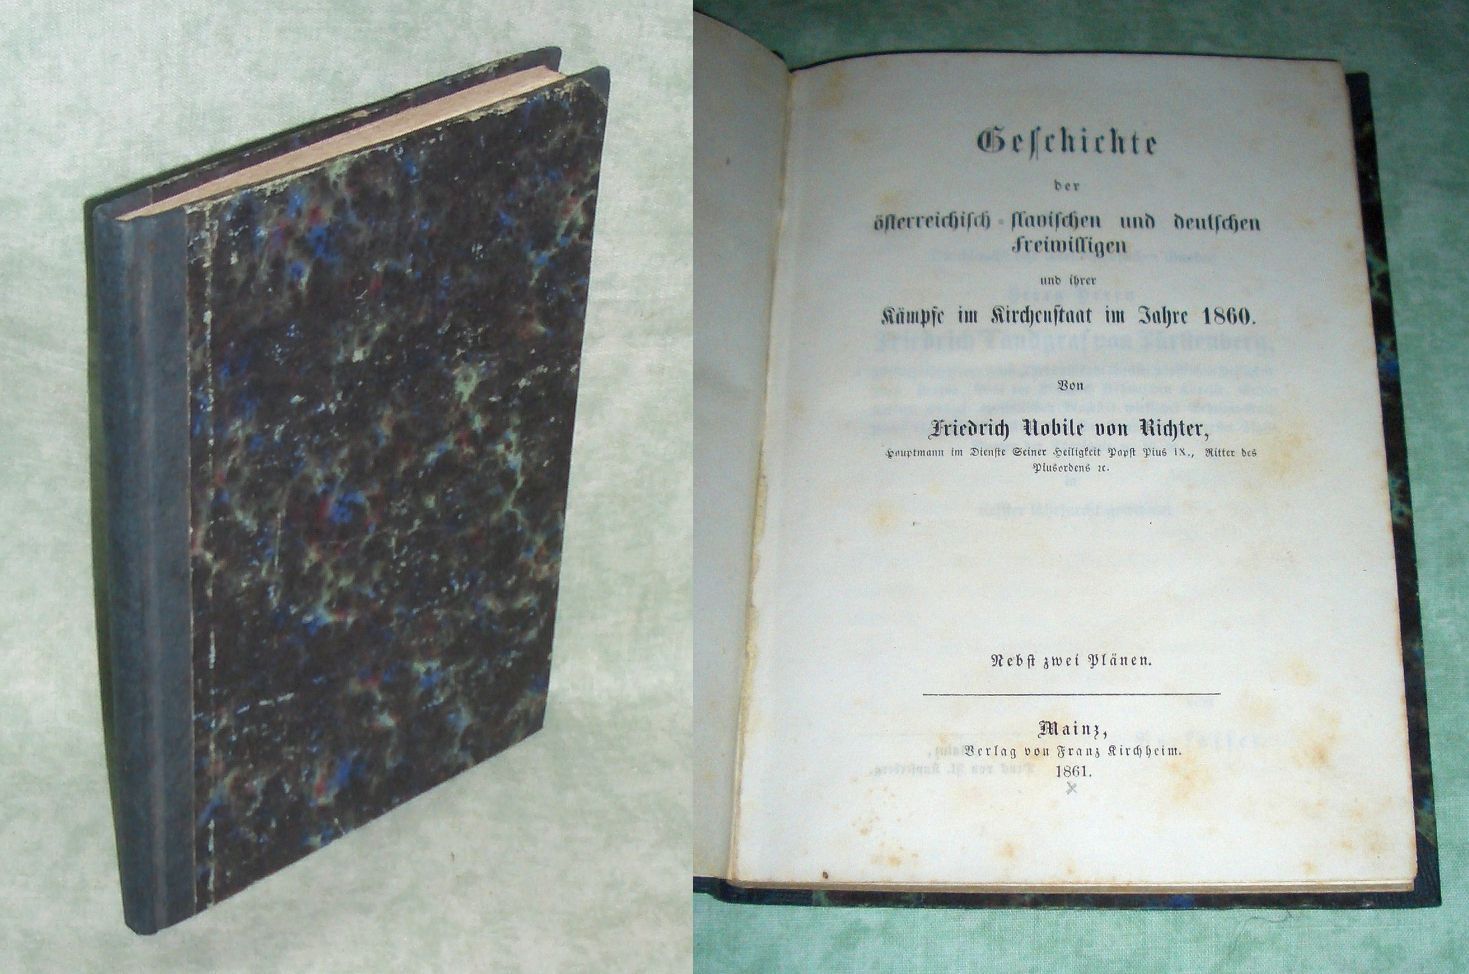 Geschichte
der
österreichisch-slavischen und deutschen
Freiwilligen
und ihrer
Kämpfe im Kirchenstaat im Jahre 1860.
Von
Friedrich Nobile von Richter,
Hauptmann im Dienste Seiner Heiligkeit Papst Pius IX., Ritter des
Piusordens ꝛc.
Nebst zwei Plänen.
Mainz,
Verlag von Franz Kirchheim.
1861.